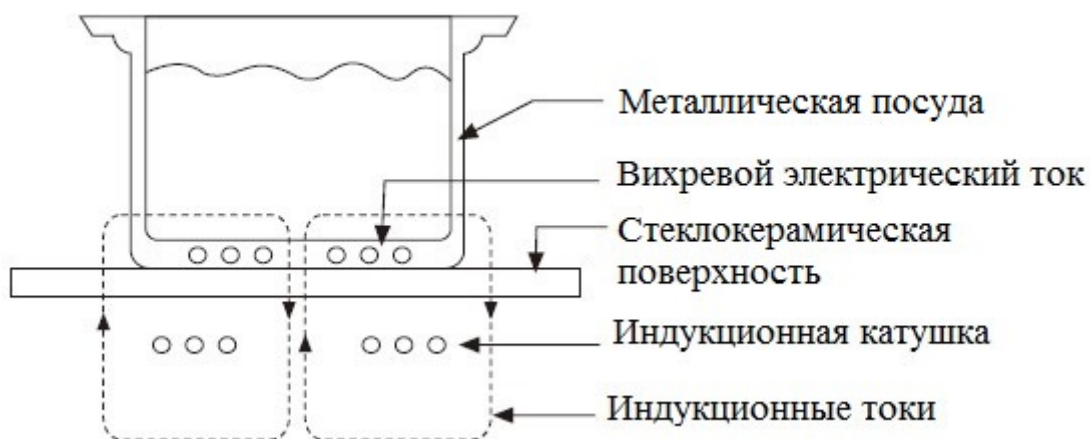 Металлическая посуда
Вихревой электрический ток
Стеклокерамическая
поверхность
Индукционная катушка
Индукционные токи